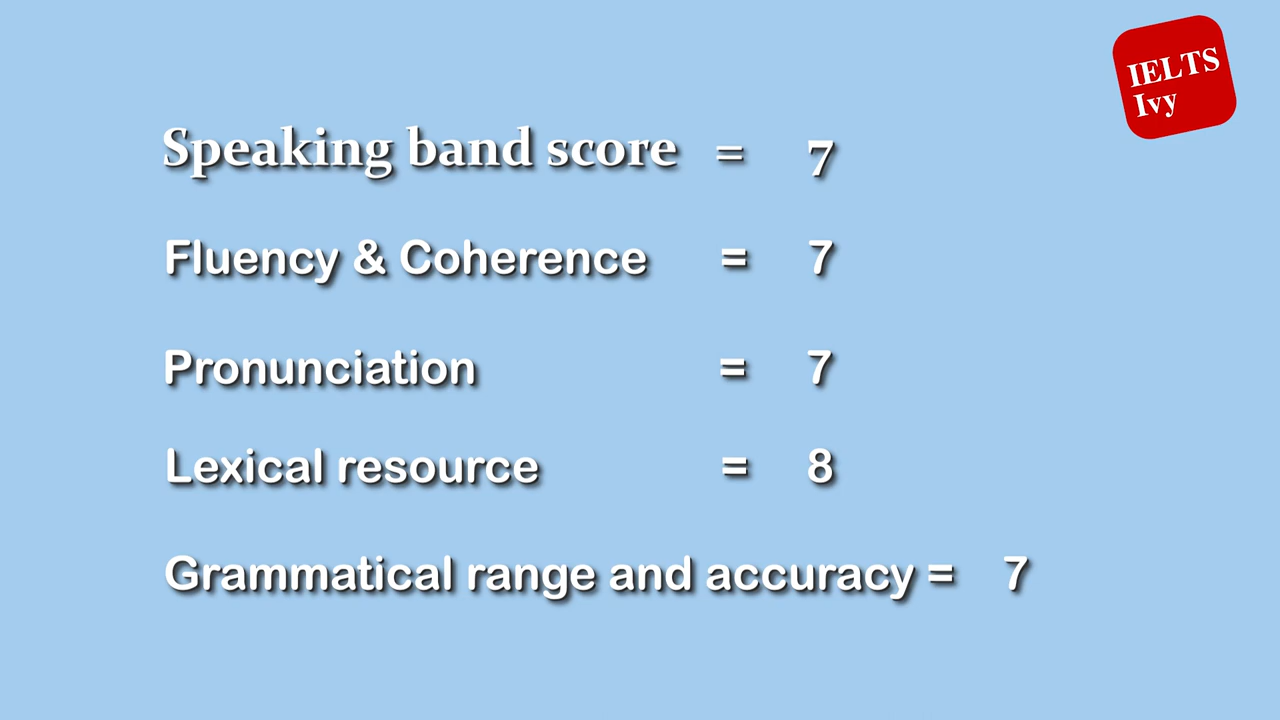 IELTS
Ivy
Speaking band score = 7
Fluency & Coherence = 7
Pronunciation = 7
Lexical resource = 8
Grammatical range and accuracy = 7